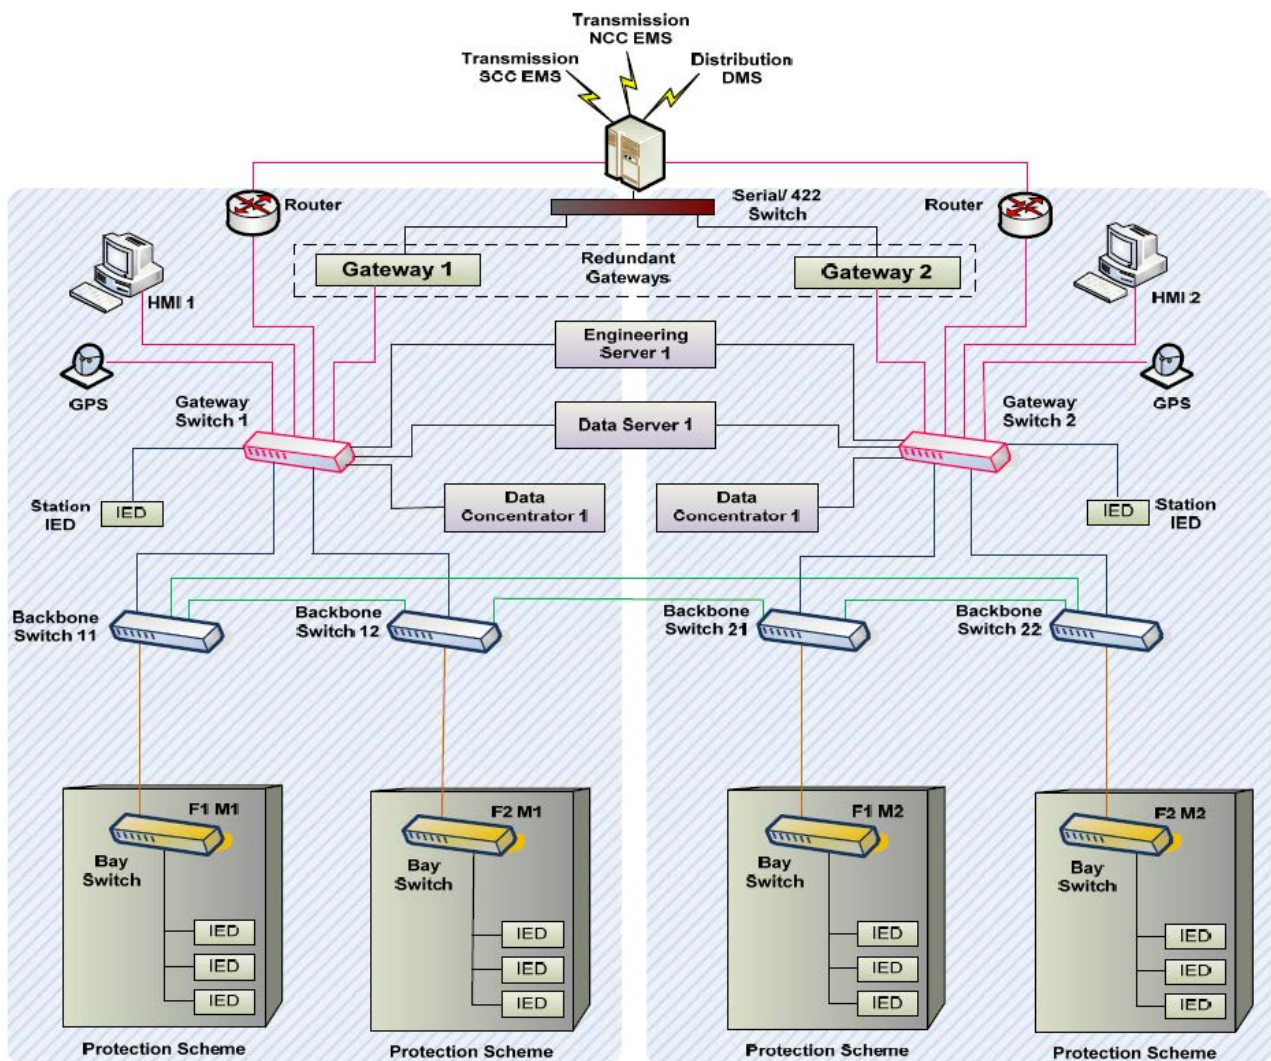 Transmission
NCC EMS
Transmission
SCC EMS
Distribution
DMS
Router
Serial/ 422
Switch
Router
Gateway 1
Redundant
Gateways
Gateway 2
HMI 1
HMI 2
Engineering
Server 1
GPS
GPS
Gateway
Switch 1
Gateway
Switch 2
Data Server 1
Station
IED
IED
Data
Concentrator 1
Data
Concentrator 1
IED
Station
IED
Backbone
Switch 11
Backbone
Switch 12
Backbone
Switch 21
Backbone
Switch 22
F1 M1
Bay
Switch
IED
IED
IED
Protection Scheme
F2 M1
Bay
Switch
IED
IED
IED
Protection Scheme
F1 M2
Bay
Switch
IED
IED
IED
Protection Scheme
F2 M2
Bay
Switch
IED
IED
IED
Protection Scheme